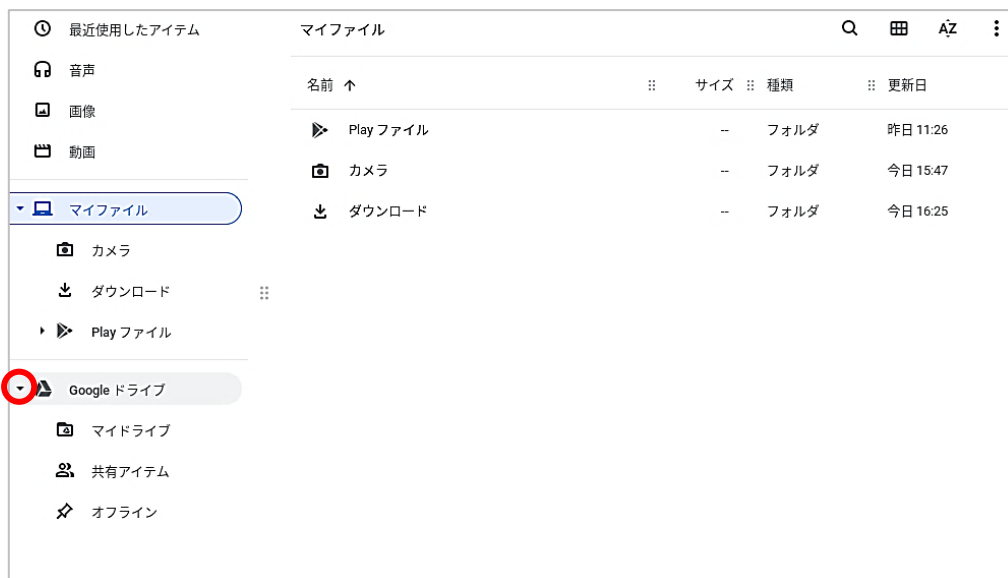 最近使用したアイテム
音声
画像
動画
マイファイル
カメラ
ダウンロード
Play ファイル
Google ドライブ
マイドライブ
共有アイテム
オフライン
マイファイル
AZ
名前 サイズ 種類 更新日
Play ファイル -- フォルダ 昨日 11:26
カメラ -- フォルダ 今日 15:47
ダウンロード -- フォルダ 今日 16:25